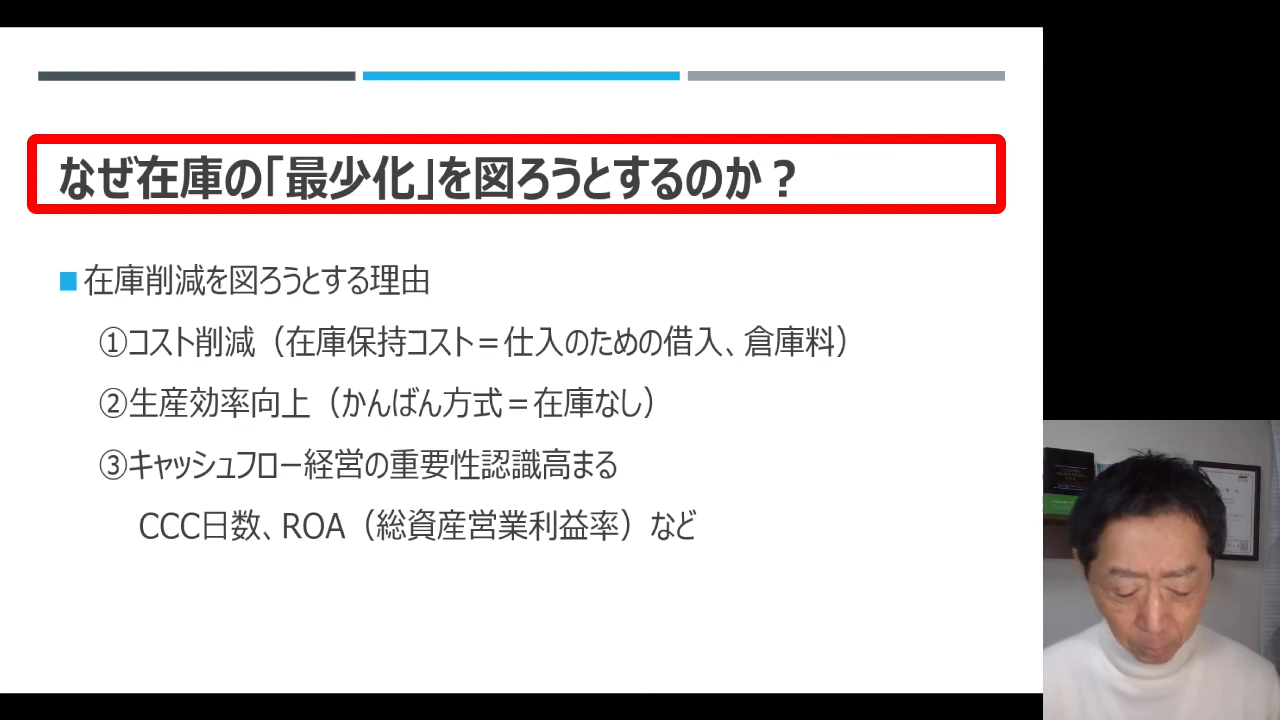 なぜ在庫の「最少化」を図ろうとするのか？
在庫削減を図ろうとする理由
①コスト削減（在庫保持コスト＝仕入のための借入、倉庫料）
②生産効率向上（かんばん方式＝在庫なし）
③キャッシュフロー経営の重要性認識高まる
CCC日数、ROA（総資産営業利益率）など